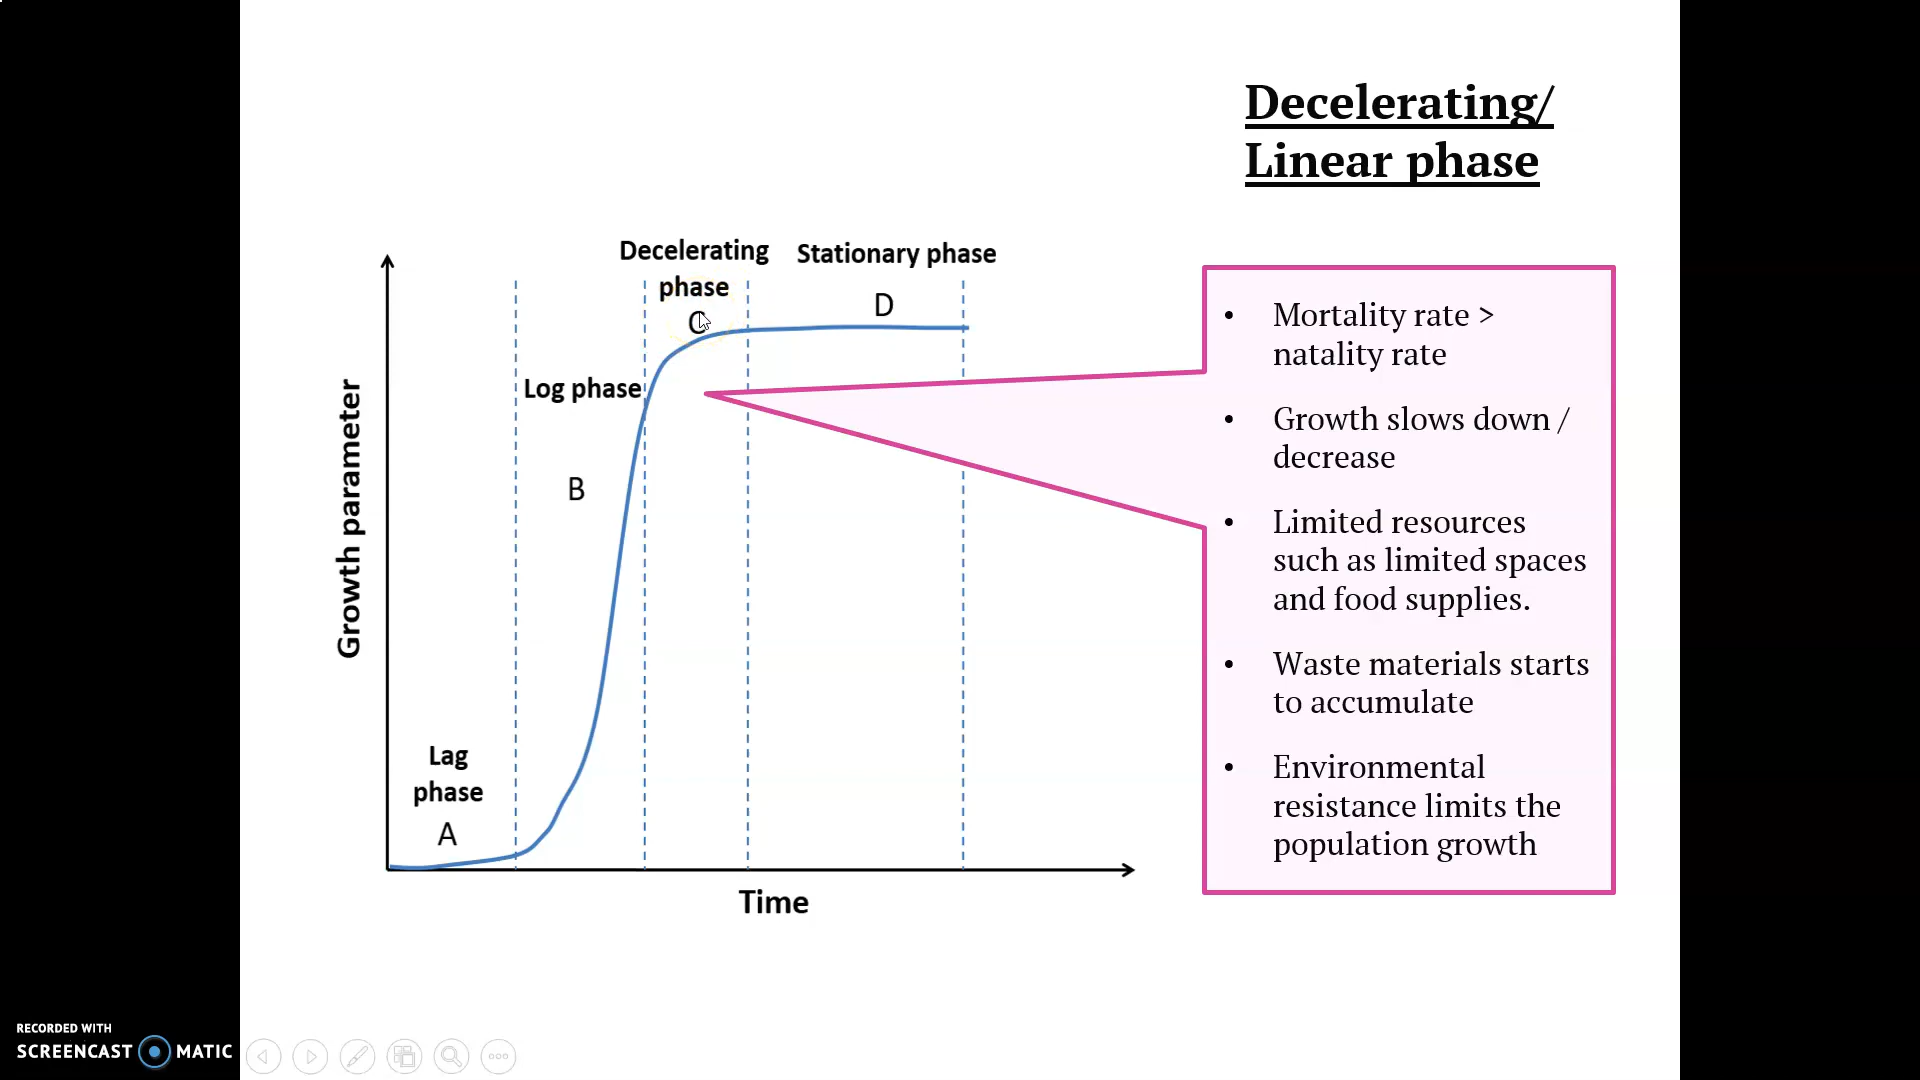 Decelerating/
Linear phase
Decelerating
phase
C
Stationary phase
D
Log phase
B
Lag
phase
A
Growth parameter
Time
• Mortality rate >
natality rate
• Growth slows down /
decrease
• Limited resources
such as limited spaces
and food supplies.
• Waste materials starts
to accumulate
• Environmental
resistance limits the
population growth
RECORDED WITH
SCREENCAST MATIC